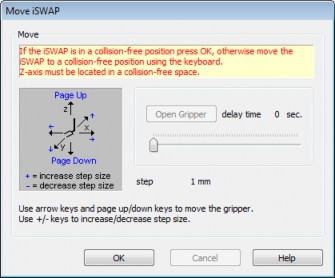 Move iSWAP
Move
If the iSWAP is in a collision-free position press OK, otherwise move the
iSWAP to a collision-free position using the keyboard.
Z-axis must be located in a collision-free space.
Page Up
z
x
y
Page Down
+ = increase step size
- = decrease step size
Open Gripper delay time 0 sec.
step 1 mm
Use arrow keys and page up/down keys to move the gripper.
Use +/- keys to increase/decrease step size.
OK Cancel Help